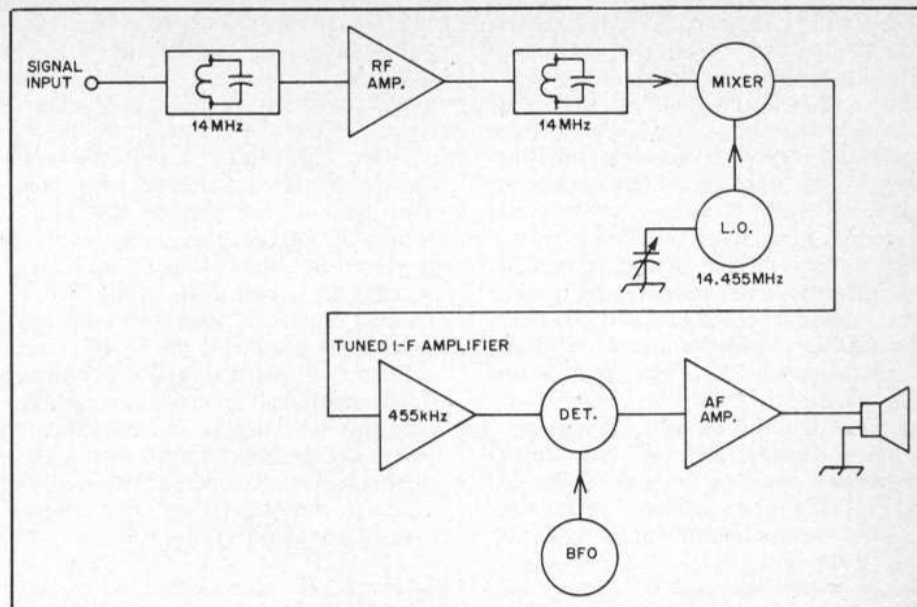 SIGNAL
INPUT
14MHz
RF
AMP.
14MHz
MIXER
L.O.
14.455MHz
TUNED I-F AMPLIFIER
455kHz
DET.
AF
AMP.
BFO